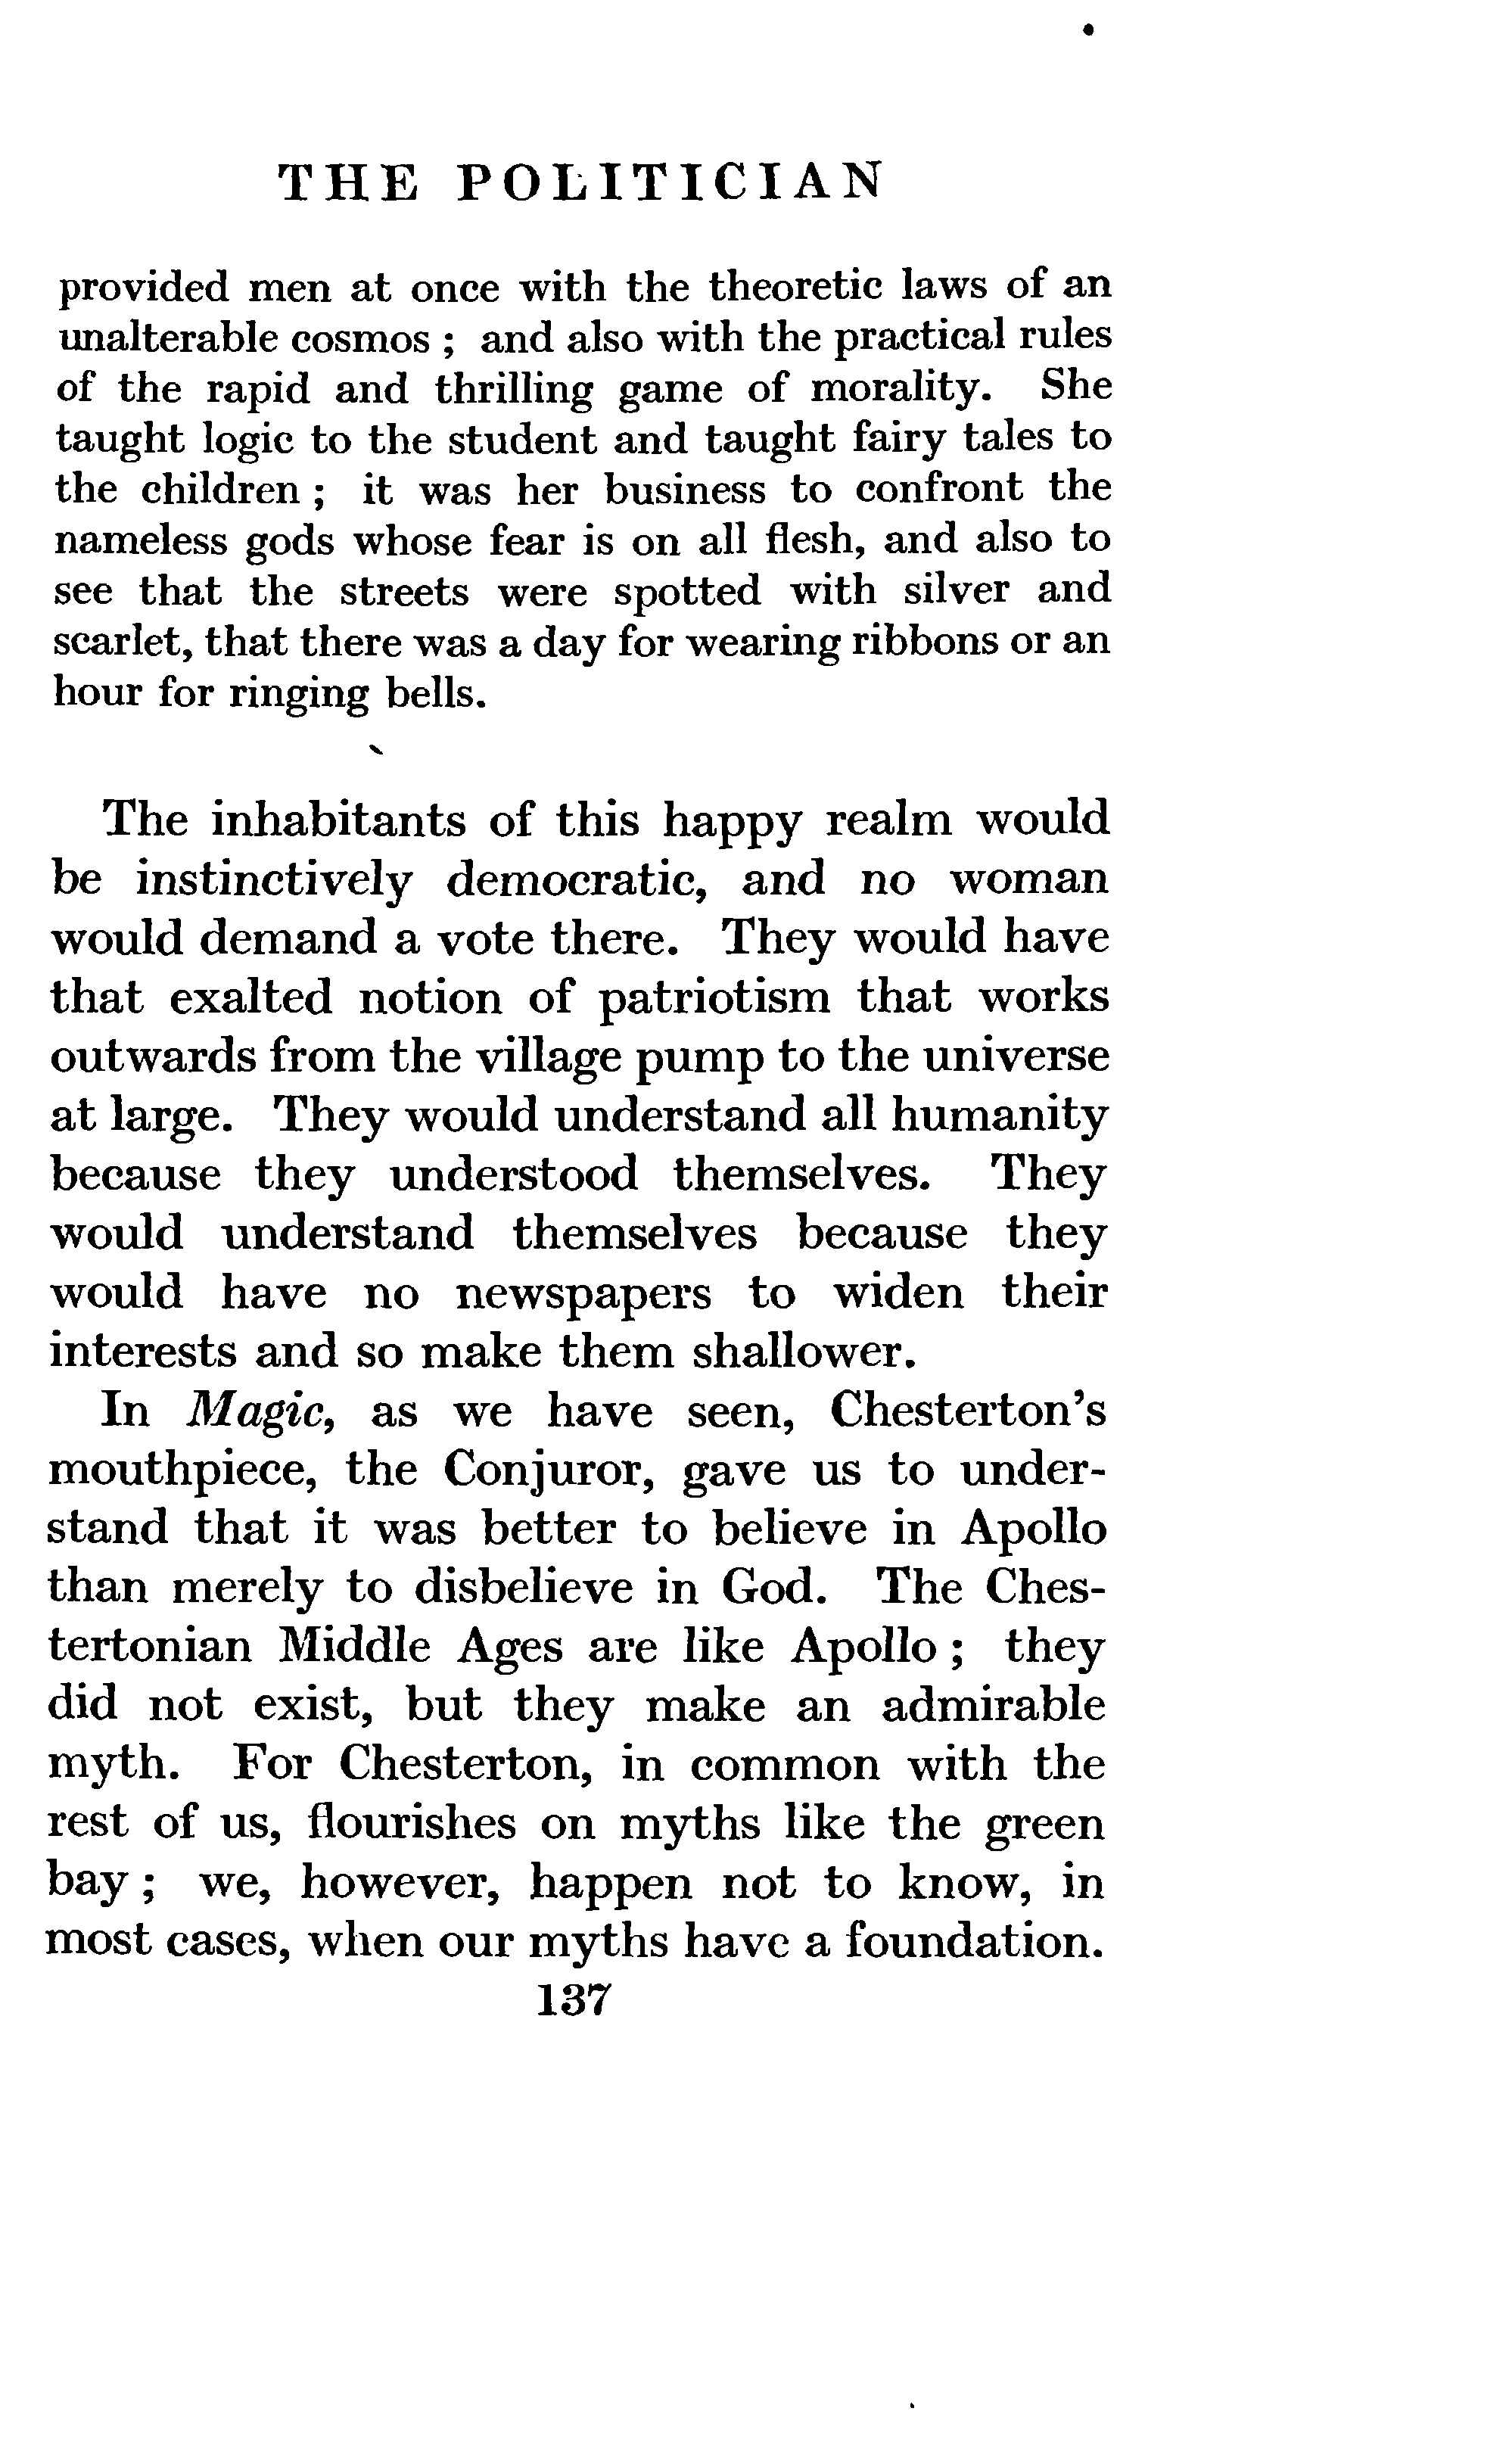 THE POLITICIAN
provided men at once with the theoretic laws of an
unalterable cosmos ; and also with the practical rules
of the rapid and thrilling game of morality. She
taught logic to the student and taught fairy tales to
the children ; it was her business to confront the
nameless gods whose fear is on all flesh, and also to
see that the streets were spotted with silver and
scarlet, that there was a day for wearing ribbons or an
hour for ringing bells.
The inhabitants of this happy realm would
be instinctively democratic, and no woman
would demand a vote there. They would have
that exalted notion of patriotism that works
outwards from the village pump to the universe
at large. They would understand all humanity
because they understood themselves. They
would understand themselves because they
would have no newspapers to widen their
interests and so make them shallower.
In Magic, as we have seen, Chesterton's
mouthpiece, the Conjuror, gave us to under-
stand that it was better to believe in Apollo
than merely to disbelieve in God. The Ches-
tertonian Middle Ages are like Apollo ; they
did not exist, but they make an admirable
myth. For Chesterton, in common with the
rest of us, flourishes on myths like the green
bay ; we, however, happen not to know, in
most cases, when our myths have a foundation.
137